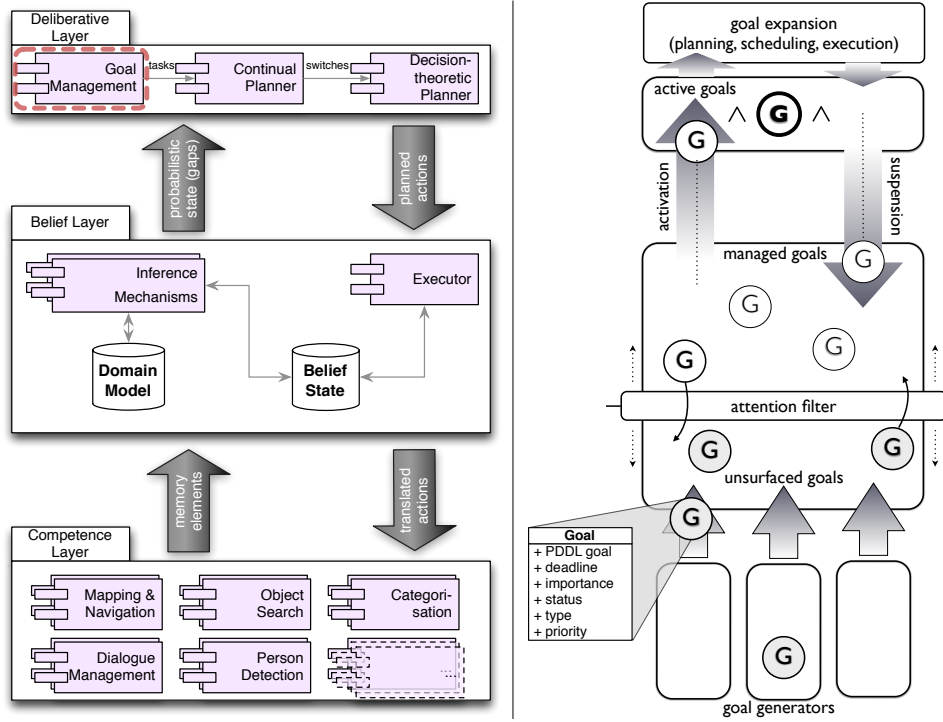 Deliberative
Layer
Goal
Management
tasks
Continual
Planner
switches
Decision-
theoretic
Planner
probabilistic
state (gaps)
planned
actions
Belief Layer
Inference
Mechanisms
Executor
Domain
Model
Belief
State
memory
elements
translated
actions
Competence
Layer
Mapping &
Navigation
Object
Search
Categori-
sation
Dialogue
Management
Person
Detection
...
...
goal expansion
(planning, scheduling, execution)
active goals
G
G
activation
suspension
managed goals
G
G
G
G
attention filter
G
G
unsurfaced goals
G
Goal
+ PDDL goal
+ deadline
+ importance
+ status
+ type
+ priority
G
goal generators